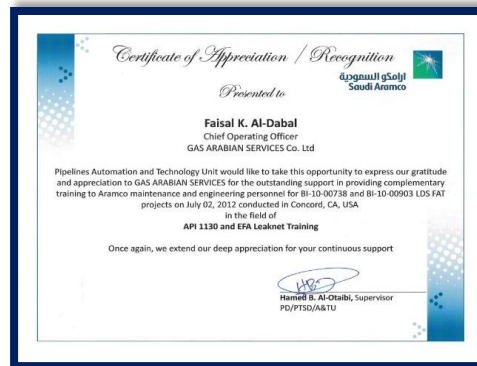 Certificate of Appreciation / Recognition
أرامكو السعودية
Saudi Aramco
Presented to
Faisal K. Al-Dabal
Chief Operating Officer
GAS ARABIAN SERVICES Co. Ltd
Pipelines Automation and Technology Unit would like to take this opportunity to express our gratitude
and appreciation to GAS ARABIAN SERVICES for the outstanding support in providing complementary
training to Aramco maintenance and engineering personnel for BI-10-00738 and BI-10-00903 LDS FAT
projects on July 02, 2012 conducted in Concord, CA, USA
in the field of
API 1130 and EFA Leaknet Training
Once again, we extend our deep appreciation for your continuous support
Hamed B. Al-Otaibi, Supervisor
PD/PTSD/A&TU